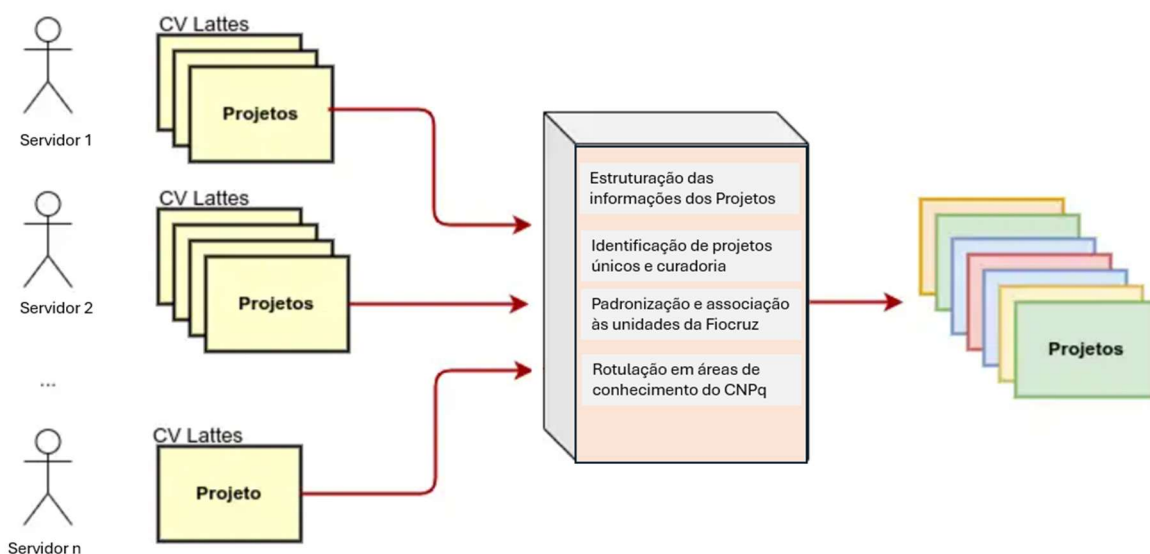 CV Lattes
Projetos
Servidor 1
CV Lattes
Projetos
Servidor 2
...
CV Lattes
Projeto
Servidor n
Estruturação das
informações dos Projetos
Identificação de projetos
únicos e curadoria
Padronização e associação
às unidades da Fiocruz
Rotulação em áreas de
conhecimento do CNPq
Projetos